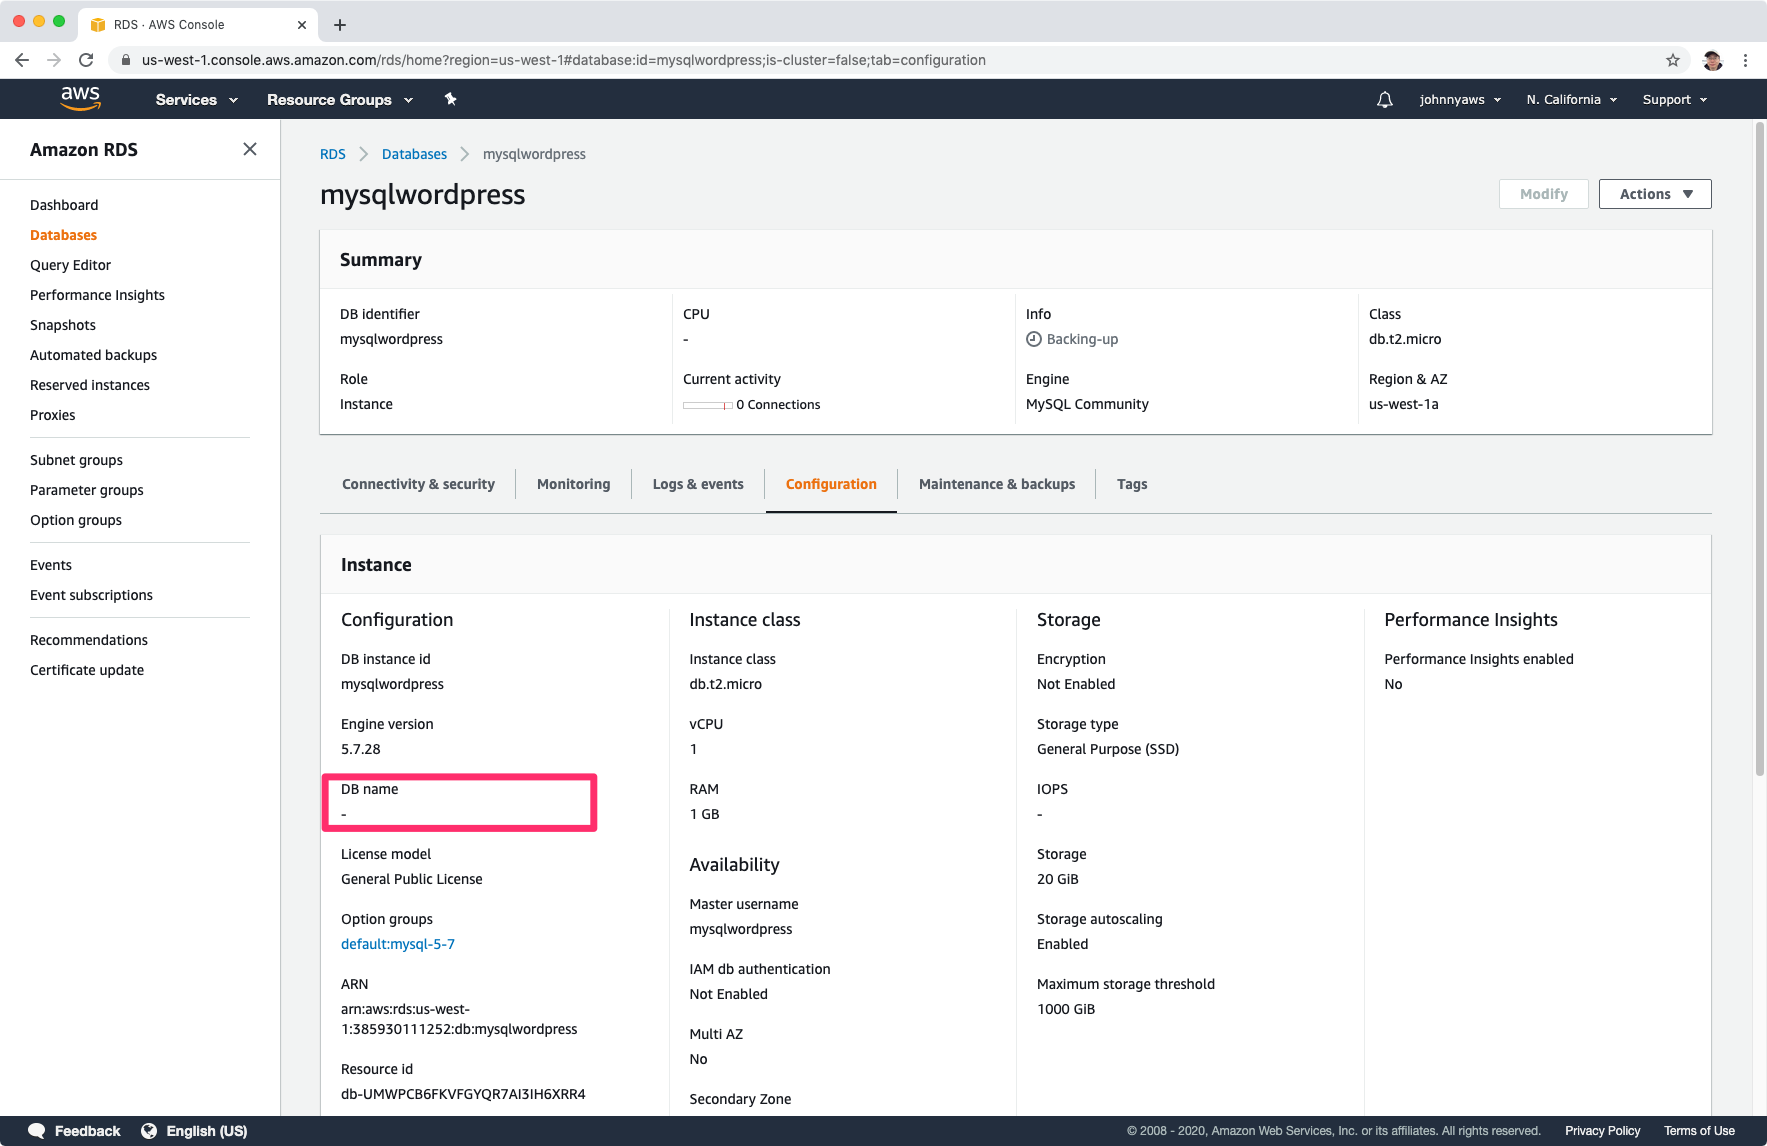 RDS · AWS Console
us-west-1.console.aws.amazon.com/rds/home?region=us-west-1#database:id=mysqlwordpress;is-cluster=false;tab=configuration
aws
Services
Resource Groups
johnnyaws
N. California
Support
Amazon RDS
Dashboard
Databases
Query Editor
Performance Insights
Snapshots
Automated backups
Reserved instances
Proxies
Subnet groups
Parameter groups
Option groups
Events
Event subscriptions
Recommendations
Certificate update
RDS
Databases
mysqlwordpress
mysqlwordpress
Modify
Actions
Summary
DB identifier
mysqlwordpress
Role
Instance
CPU
-
Current activity
0 Connections
Info
Backing-up
Engine
MySQL Community
Class
db.t2.micro
Region & AZ
us-west-1a
Connectivity & security
Monitoring
Logs & events
Configuration
Maintenance & backups
Tags
Instance
Configuration
DB instance id
mysqlwordpress
Engine version
5.7.28
DB name
-
License model
General Public License
Option groups
default:mysql-5-7
ARN
arn:aws:rds:us-west-
1:385930111252:db:mysqlwordpress
Resource id
db-UMWPCB6FKVFGYQR7AI3IH6XRR4
Instance class
Instance class
db.t2.micro
vCPU
1
RAM
1 GB
Availability
Master username
mysqlwordpress
IAM db authentication
Not Enabled
Multi AZ
No
Secondary Zone
Storage
Encryption
Not Enabled
Storage type
General Purpose (SSD)
IOPS
-
Storage
20 GiB
Storage autoscaling
Enabled
Maximum storage threshold
1000 GiB
Performance Insights
Performance Insights enabled
No
Feedback
English (US)
© 2008 - 2020, Amazon Web Services, Inc. or its affiliates. All rights reserved.
Privacy Policy
Terms of Use